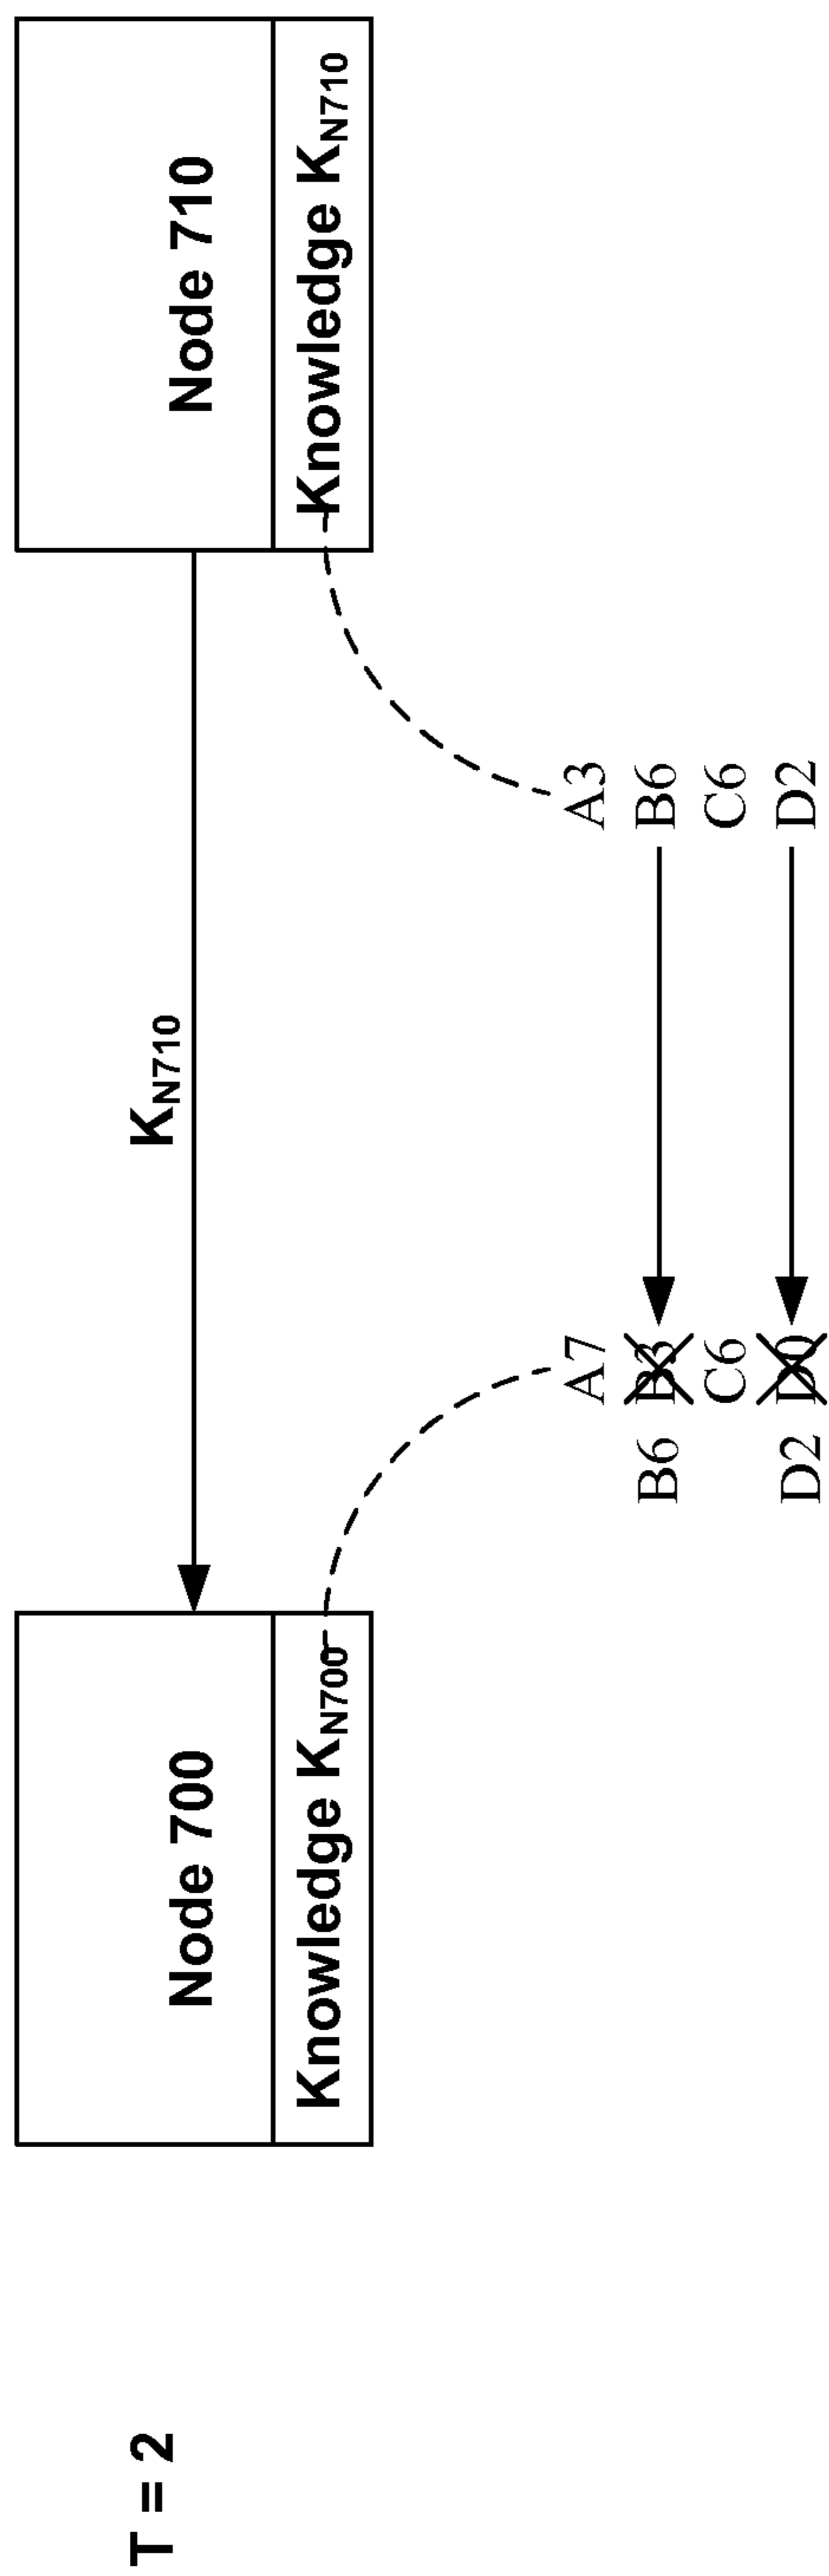 T = 2
Node 700
K_N710
Node 710
Knowledge K_N700
Knowledge K_N710
A7
A3
B6
B3
B6
C6
C6
D2
D0
D2